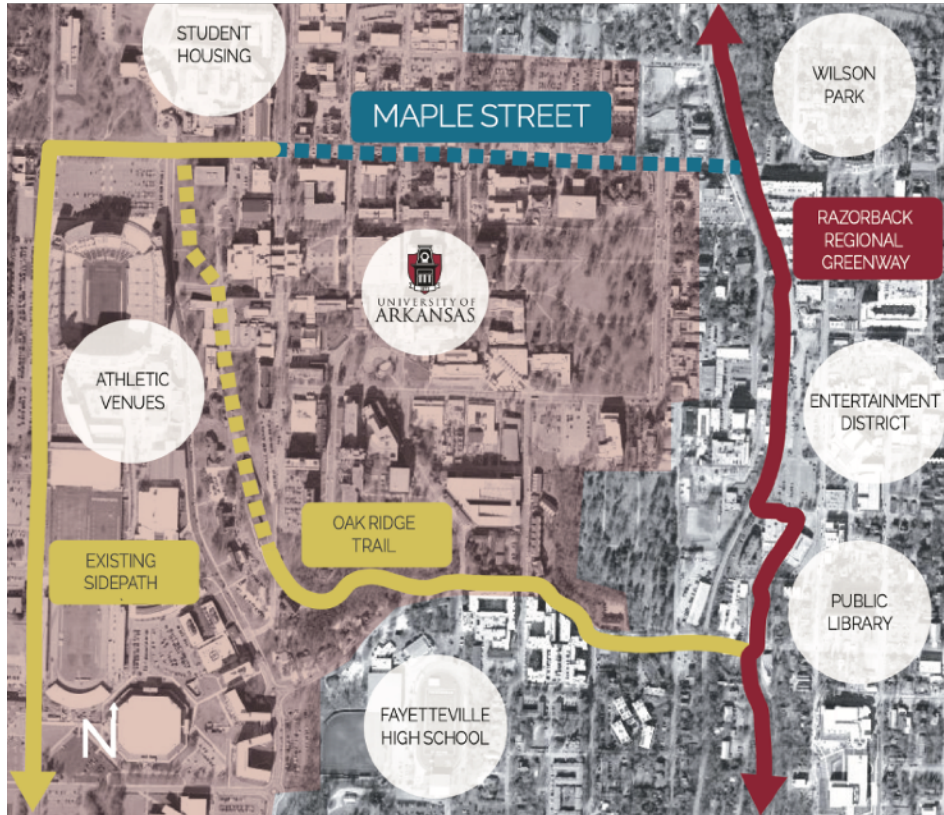 STUDENT
HOUSING
WILSON
PARK
MAPLE STREET
RAZORBACK
REGIONAL
GREENWAY
UNIVERSITY OF
ARKANSAS
ATHLETIC
VENUES
ENTERTAINMENT
DISTRICT
OAK RIDGE
TRAIL
EXISTING
SIDEPATH
PUBLIC
LIBRARY
FAYETTEVILLE
HIGH SCHOOL
N